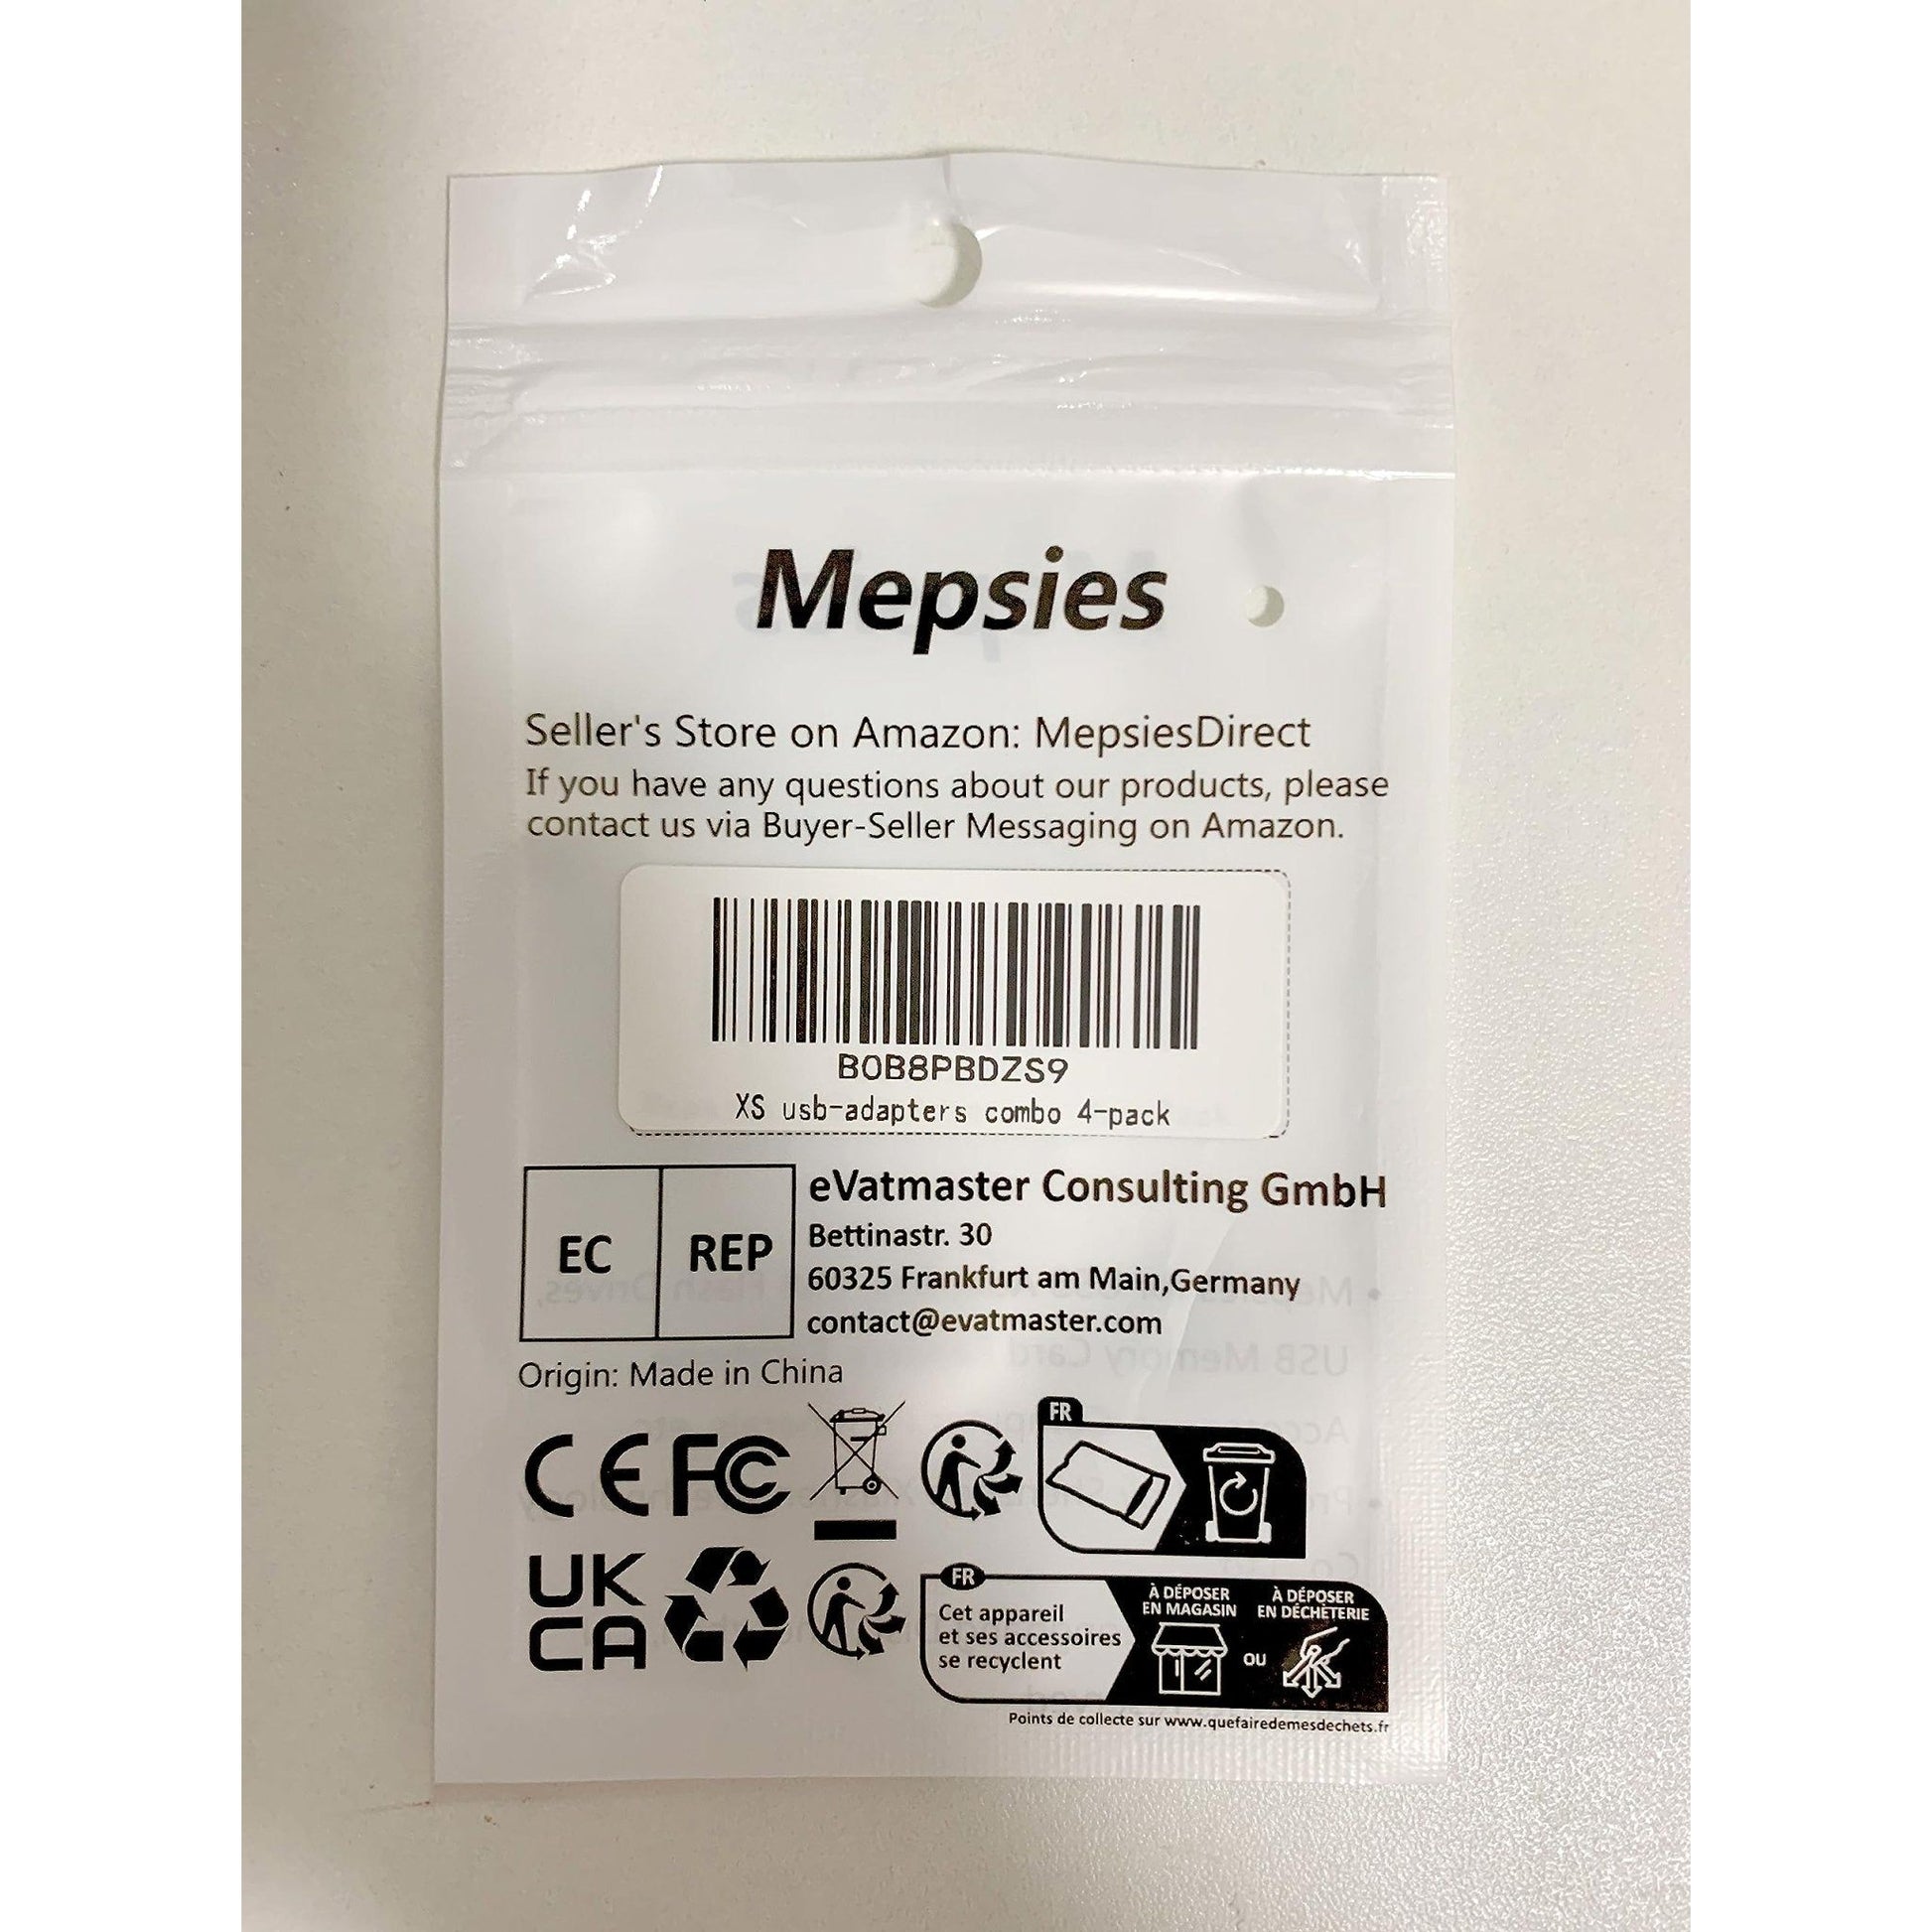 Mepsies
Seller's Store on Amazon: MepsiesDirect
If you have any questions about our products, please
contact us via Buyer-Seller Messaging on Amazon.
B0B8PBDZS9
XS usb-adapters combo 4-pack
EC REP
eVatmaster Consulting GmbH
Bettinastr. 30
60325 Frankfurt am Main,Germany
contact@evatmaster.com
Origin: Made in China
CE FC
FR
UK
CA
FR
Cet appareil
et ses accessoires
se recyclent
À DÉPOSER
EN MAGASIN
OU
À DÉPOSER
EN DÉCHÈTERIE
Points de collecte sur www.quefairedemesdechets.fr